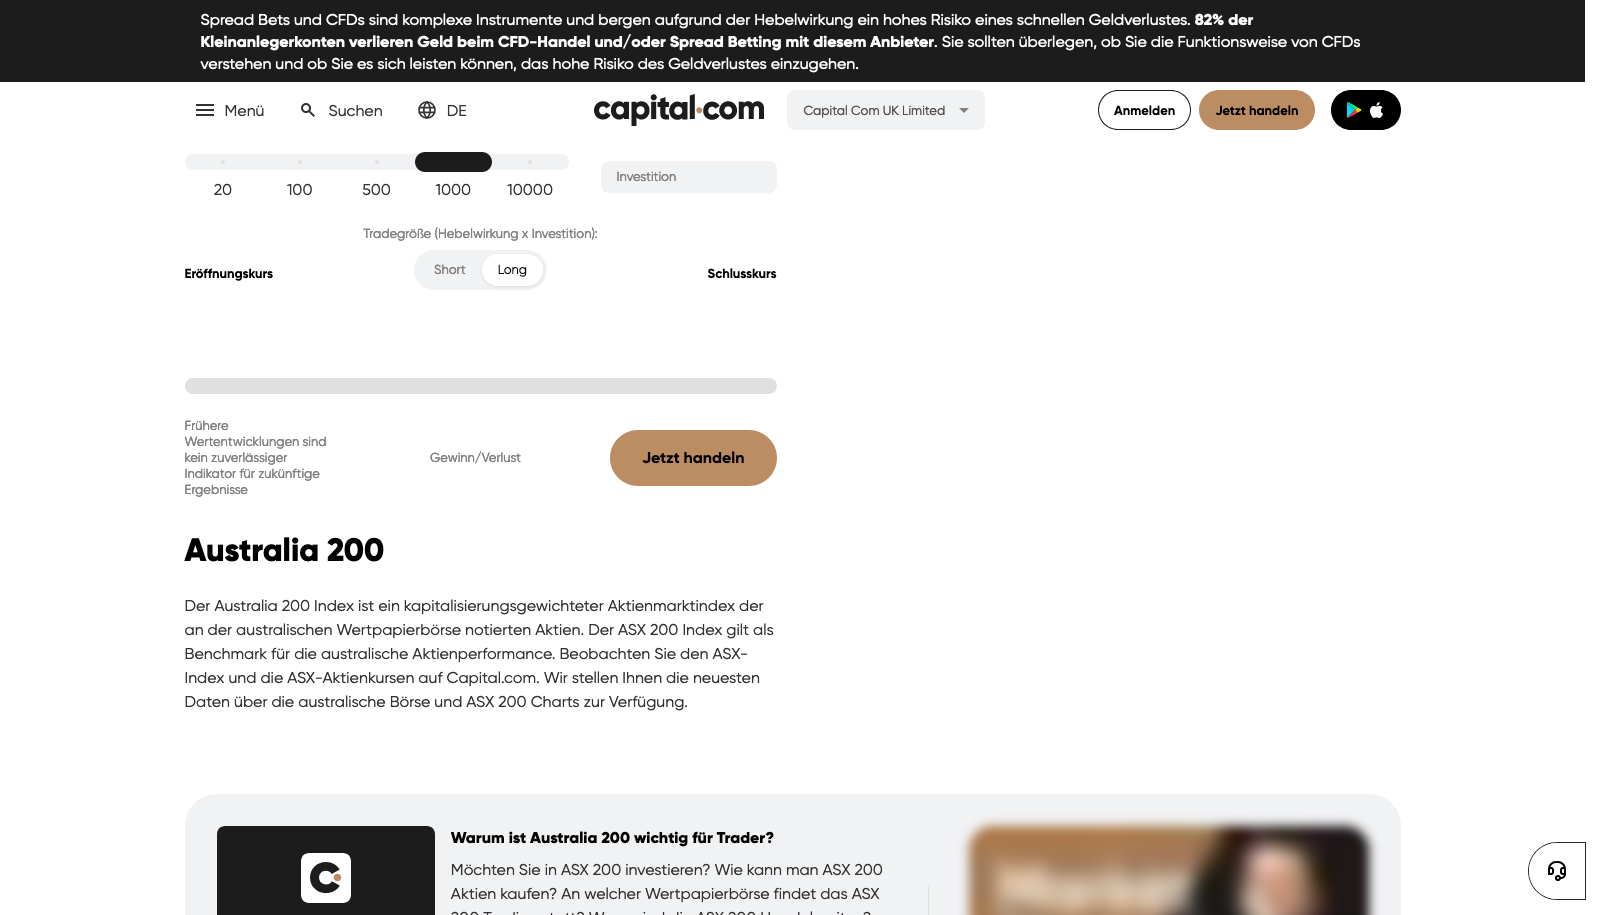 Spread Bets und CFDs sind komplexe Instrumente und bergen aufgrund der Hebelwirkung ein hohes Risiko eines schnellen Geldverlustes. 82% der
Kleinanlegerkonten verlieren Geld beim CFD-Handel und/oder Spread Betting mit diesem Anbieter. Sie sollten überlegen, ob Sie die Funktionsweise von CFDs
verstehen und ob Sie es sich leisten können, das hohe Risiko des Geldverlustes einzugehen.
Menü
Suchen
DE
capital.com
Capital Com UK Limited
Anmelden
Jetzt handeln
20
100
500
1000
10000
Investition
Tradegröße (Hebelwirkung x Investition):
Eröffnungskurs
Short
Long
Schlusskurs
Frühere
Wertentwicklungen sind
kein zuverlässiger
Indikator für zukünftige
Ergebnisse
Gewinn/Verlust
Jetzt handeln
Australia 200
Der Australia 200 Index ist ein kapitalisierungsgewichteter Aktienmarktindex der
an der australischen Wertpapierbörse notierten Aktien. Der ASX 200 Index gilt als
Benchmark für die australische Aktienperformance. Beobachten Sie den ASX-
Index und die ASX-Aktienkursen auf Capital.com. Wir stellen Ihnen die neuesten
Daten über die australische Börse und ASX 200 Charts zur Verfügung.
Warum ist Australia 200 wichtig für Trader?
Möchten Sie in ASX 200 investieren? Wie kann man ASX 200
Aktien kaufen? An welcher Wertpapierbörse findet das ASX